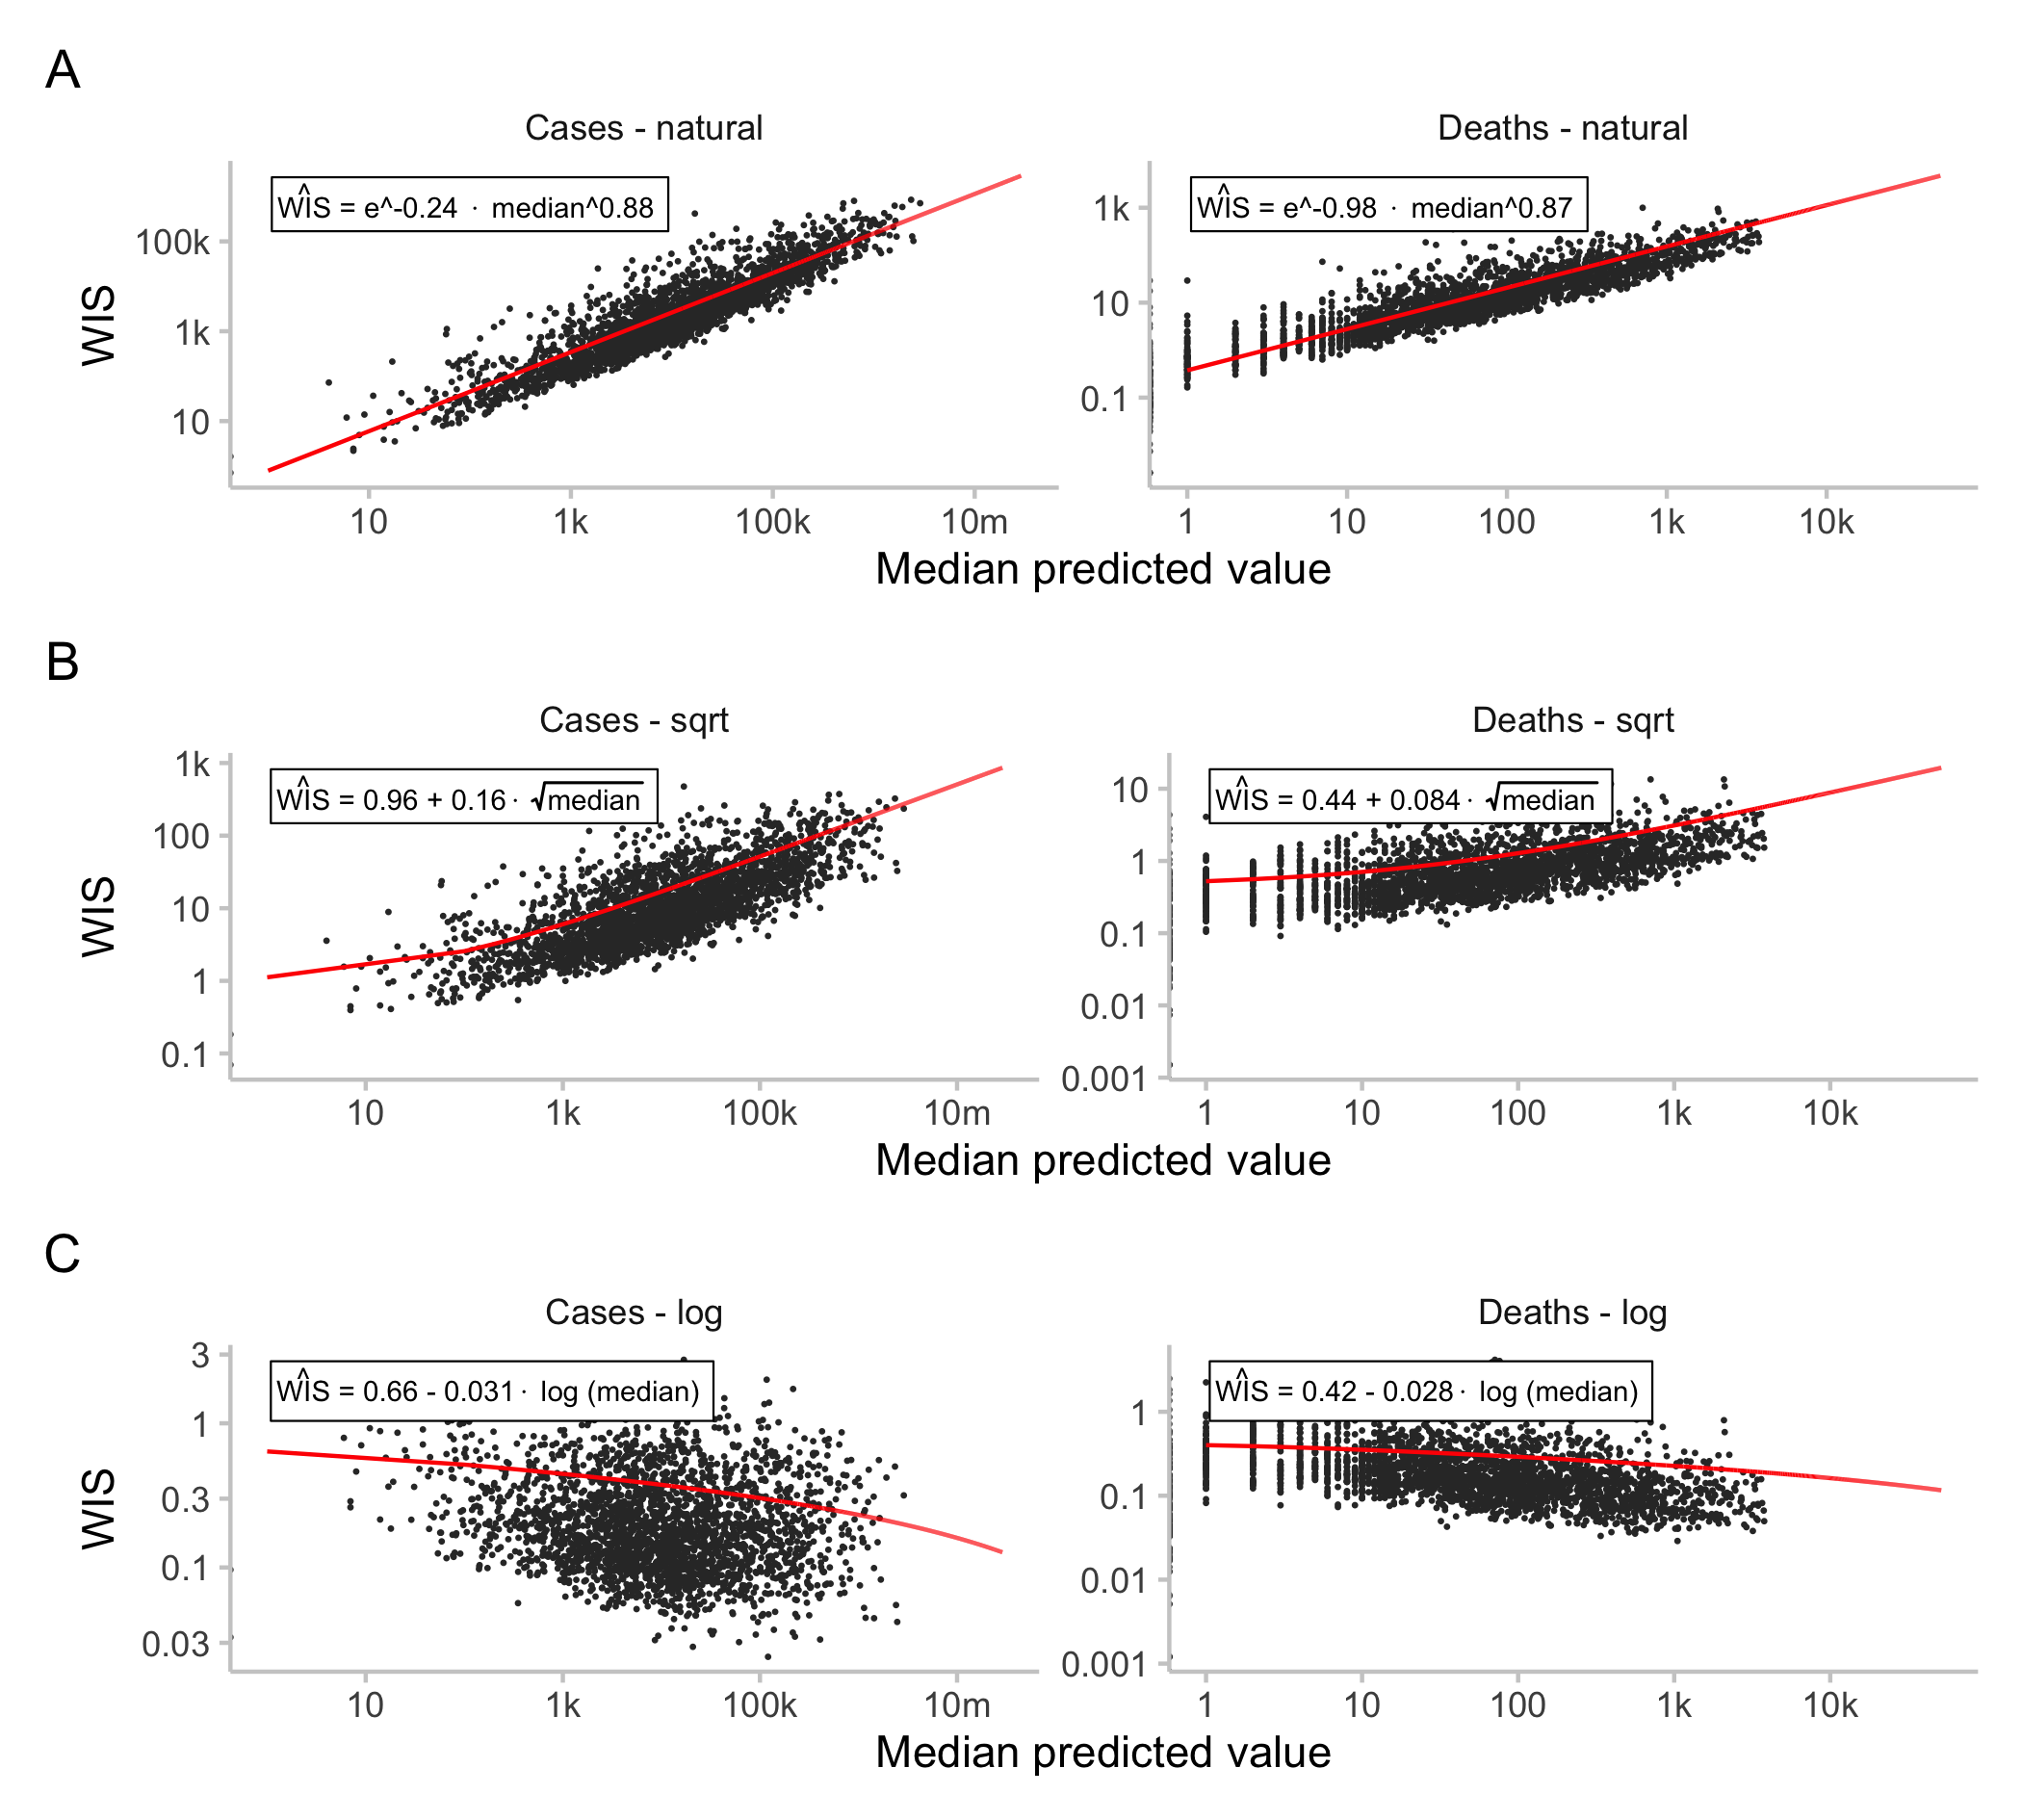 A
Cases - natural
Deaths - natural
WIS
100k
1k
10
WIS^ = e^-0.24 · median^0.88
10 1k 100k 10m
1k
10
0.1
WIS^ = e^-0.98 · median^0.87
1 10 100 1k 10k
Median predicted value
B
Cases - sqrt
Deaths - sqrt
WIS
1k
100
10
1
0.1
WIS^ = 0.96 + 0.16 · √median
10 1k 100k 10m
10
1
0.1
0.01
0.001
WIS^ = 0.44 + 0.084 · √median
1 10 100 1k 10k
Median predicted value
C
Cases - log
Deaths - log
WIS
3
1
0.3
0.1
0.03
WIS^ = 0.66 - 0.031 · log (median)
10 1k 100k 10m
1
0.1
0.01
0.001
WIS^ = 0.42 - 0.028 · log (median)
1 10 100 1k 10k
Median predicted value